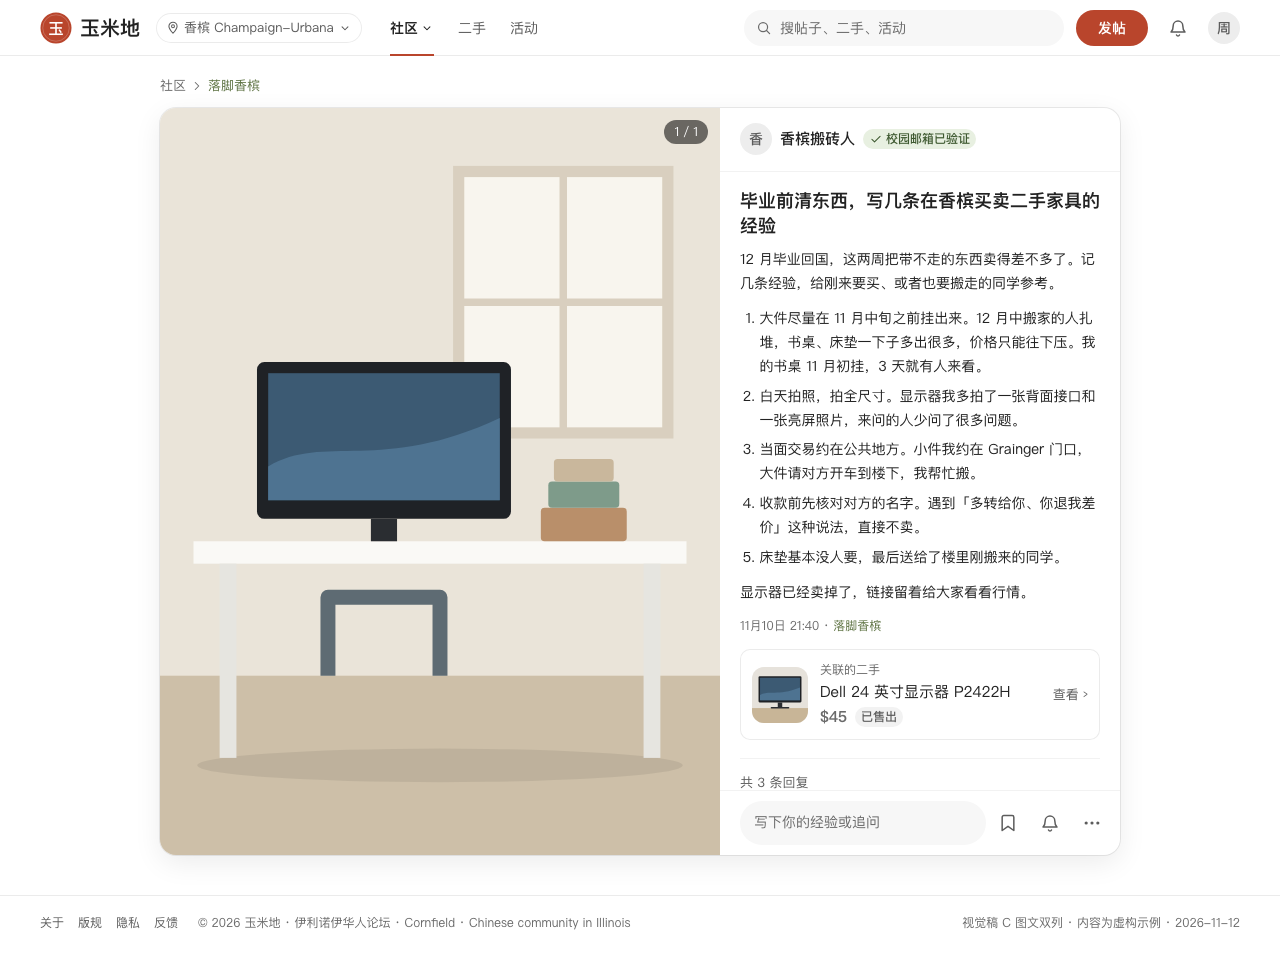 玉 玉米地 香槟 Champaign-Urbana 社区 二手 活动 搜帖子、二手、活动 发帖 周
社区 > 落脚香槟
1 / 1
香 香槟搬砖人 校园邮箱已验证
毕业前清东西，写几条在香槟买卖二手家具的
经验
12 月毕业回国，这两周把带不走的东西卖得差不多了。记
几条经验，给刚来要买、或者也要搬走的同学参考。
1. 大件尽量在 11 月中旬之前挂出来。12 月中搬家的人扎
堆，书桌、床垫一下子多出很多，价格只能往下压。我
的书桌 11 月初挂，3 天就有人来看。
2. 白天拍照，拍全尺寸。显示器我多拍了一张背面接口和
一张亮屏照片，来问的人少问了很多问题。
3. 当面交易约在公共地方。小件我约在 Grainger 门口，
大件请对方开车到楼下，我帮忙搬。
4. 收款前先核对对方的名字。遇到「多转给你、你退我差
价」这种说法，直接不卖。
5. 床垫基本没人要，最后送给了楼里刚搬来的同学。
显示器已经卖掉了，链接留着给大家看看行情。
11月10日 21:40 · 落脚香槟
关联的二手
Dell 24 英寸显示器 P2422H
$45 已售出
查看 ›
共 3 条回复
写下你的经验或追问
关于 版规 隐私 反馈 © 2026 玉米地 · 伊利诺伊华人论坛 · Cornfield · Chinese community in Illinois
视觉稿 C 图文双列 · 内容为虚构示例 · 2026-11-12